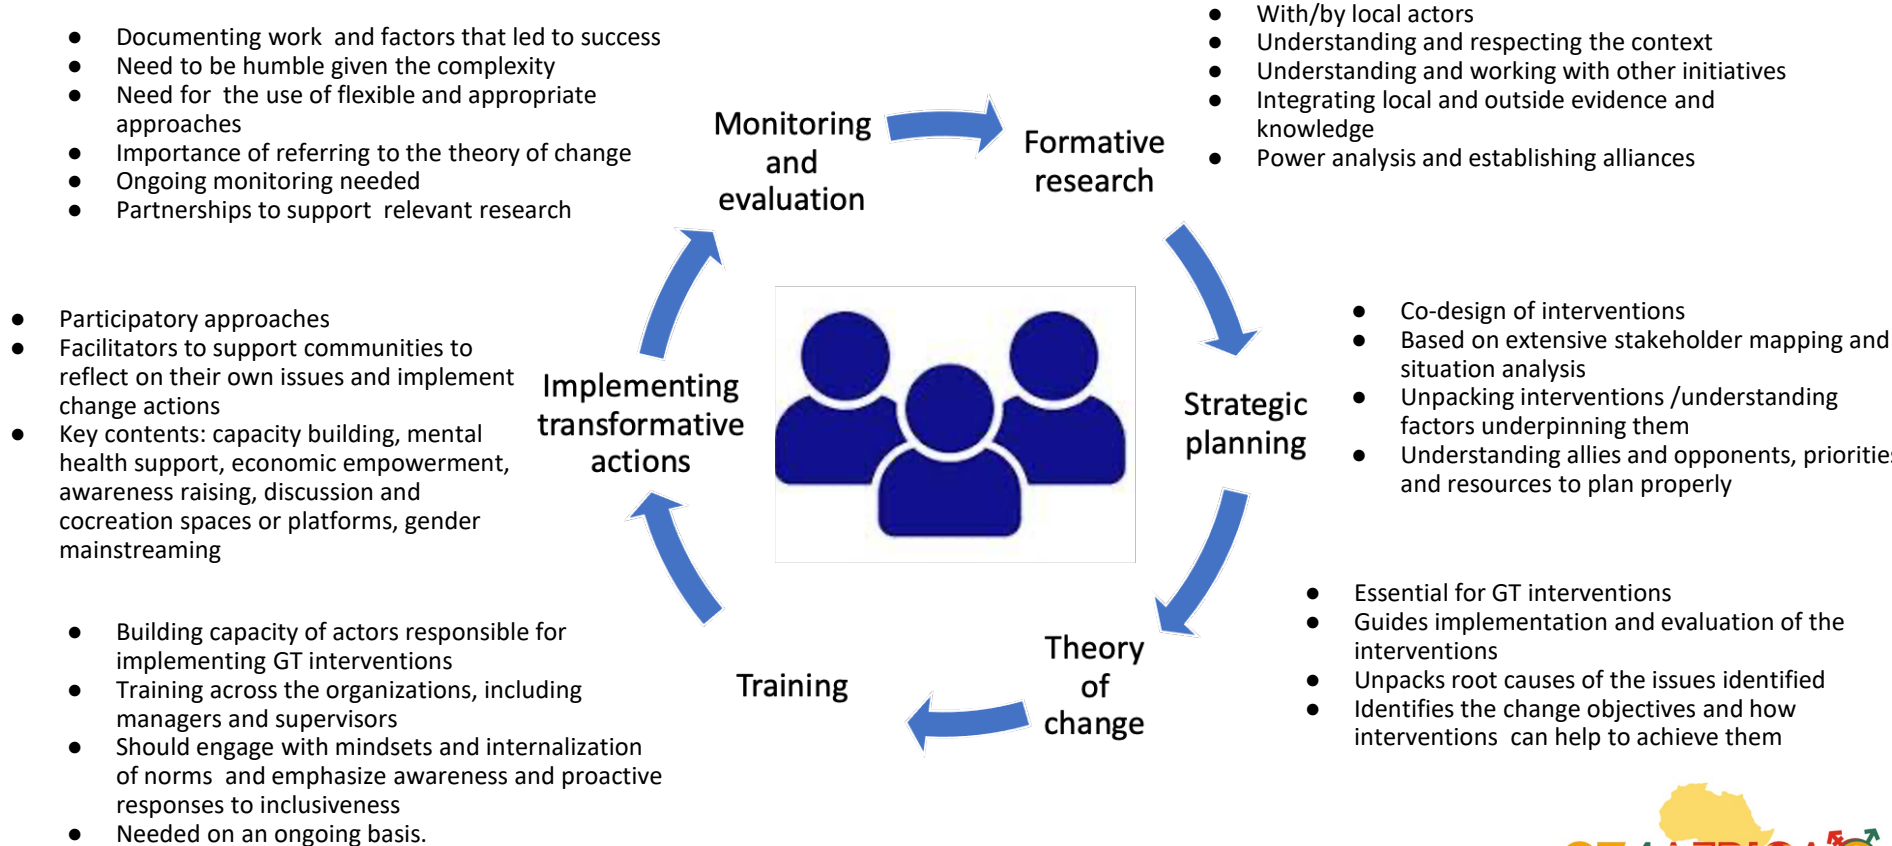 ● Documenting work and factors that led to success
● Need to be humble given the complexity
● Need for the use of flexible and appropriate
approaches
● Importance of referring to the theory of change
● Ongoing monitoring needed
● Partnerships to support relevant research
Monitoring
and
evaluation
Formative
research
● With/by local actors
● Understanding and respecting the context
● Understanding and working with other initiatives
● Integrating local and outside evidence and
knowledge
● Power analysis and establishing alliances
● Participatory approaches
● Facilitators to support communities to
reflect on their own issues and implement
change actions
● Key contents: capacity building, mental
health support, economic empowerment,
awareness raising, discussion and
cocreation spaces or platforms, gender
mainstreaming
Implementing
transformative
actions
Strategic
planning
● Co-design of interventions
● Based on extensive stakeholder mapping and
situation analysis
● Unpacking interventions /understanding
factors underpinning them
● Understanding allies and opponents, priorities
and resources to plan properly
● Building capacity of actors responsible for
implementing GT interventions
● Training across the organizations, including
managers and supervisors
● Should engage with mindsets and internalization
of norms and emphasize awareness and proactive
responses to inclusiveness
● Needed on an ongoing basis.
Training
Theory
of
change
● Essential for GT interventions
● Guides implementation and evaluation of the
interventions
● Unpacks root causes of the issues identified
● Identifies the change objectives and how
interventions can help to achieve them